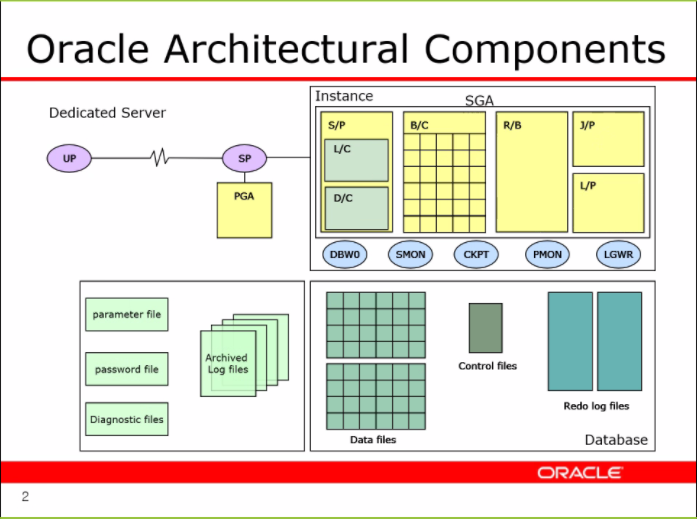 Oracle Architectural Components
Dedicated Server
Instance
SGA
UP
SP
PGA
S/P
L/C
D/C
B/C
R/B
J/P
L/P
DBW0
SMON
CKPT
PMON
LGWR
parameter file
password file
Diagnostic files
Archived
Log files
Data files
Control files
Redo log files
Database
ORACLE
2